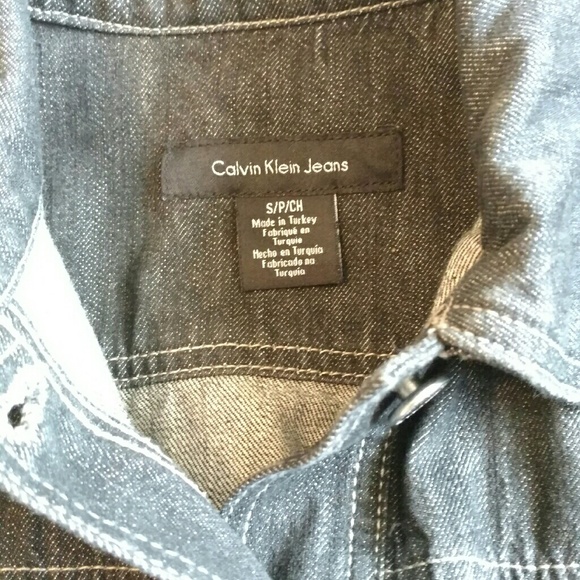 Calvin Klein Jeans
S/P/CH
Made in Turkey
Fabriqué en
Turquie
Hecho en Turquía
Fabricado na
Turquia